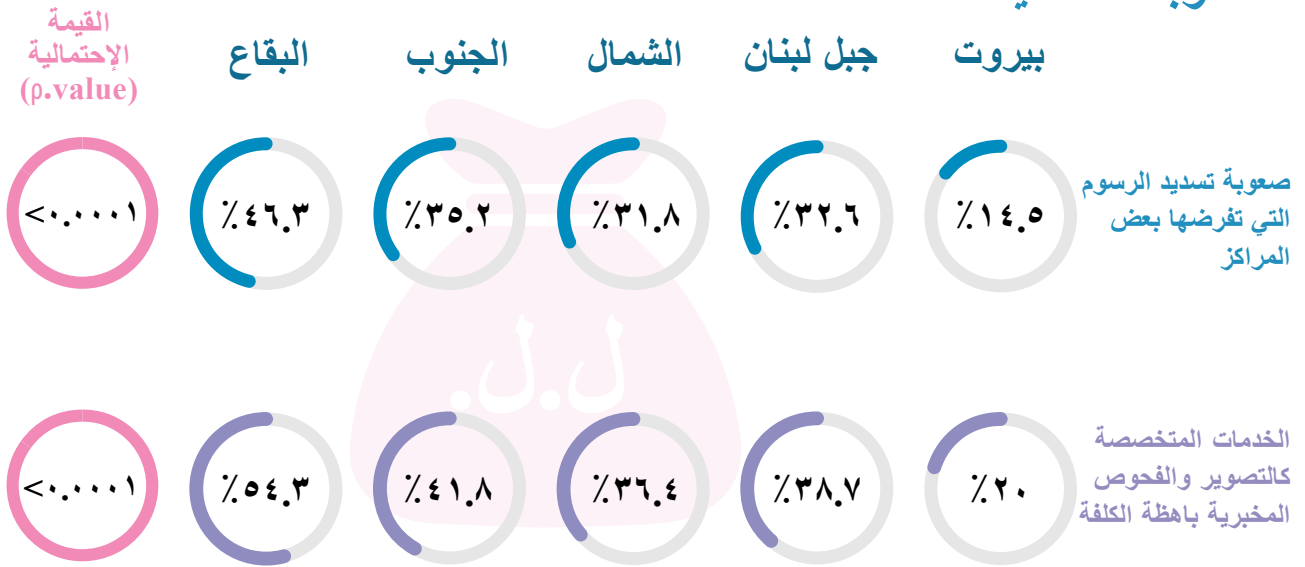 بيروت
جبل لبنان
الشمال
الجنوب
البقاع
القيمة
الإحتمالية
(ρ.value)
صعوبة تسديد الرسوم
التي تفرضها بعض
المراكز
٪١٤.٥
٪٣٢.٦
٪٣١.٨
٪٣٥.٢
٪٤٦.٣
<٠.٠٠٠١
ل.ل.
الخدمات المتخصصة
كالتصوير والفحوص
المخبرية باهظة الكلفة
٪٢٠
٪٣٨.٧
٪٣٦.٤
٪٤١.٨
٪٥٤.٣
<٠.٠٠٠١